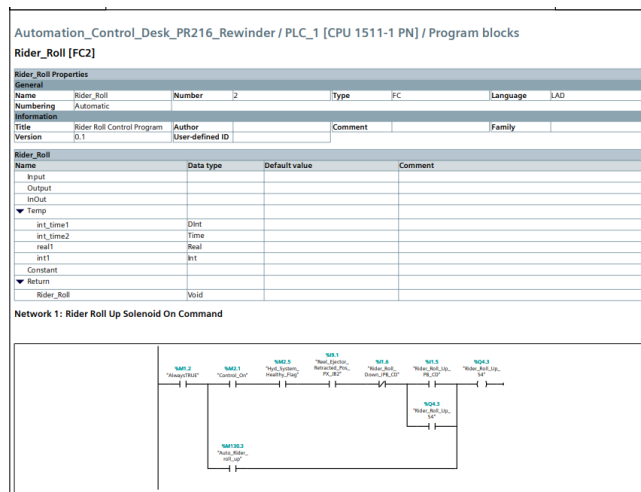 Automation_Control_Desk_PR216_Rewinder / PLC_1 [CPU 1511-1 PN] / Program blocks
Rider_Roll [FC2]
Rider_Roll Properties
General
Name Rider_Roll Number 2 Type FC Language LAD
Numbering Automatic
Information
Title Rider Roll Control Program Author Comment Family
Version 0.1 User-defined ID
Rider_Roll
Name Data type Default value Comment
Input
Output
InOut
Temp
int_time1 DInt
int_time2 Time
real1 Real
int1 Int
Constant
Return
Rider_Roll Void
Network 1: Rider Roll Up Solenoid On Command
%M1.2
"AlwaysTRUE"
%M2.1
"Control_On"
%M2.5
"Hyd_System_
Healthy_Flag"
%I9.1
"Reel_Ejector_
Retracted_Pos_
PX_JB2"
%I1.6
"Rider_Roll_
Down_IPB_CD"
%I1.5
"Rider_Roll_Up_
PB_CD"
%Q4.3
"Rider_Roll_Up_
S4"
%Q4.3
"Rider_Roll_Up_
S4"
%M130.3
"Auto_Rider_
roll_up"